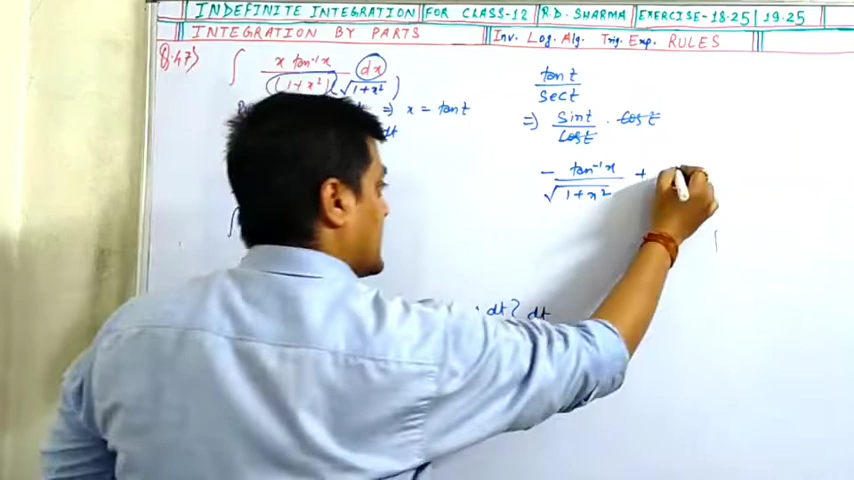 INDEFINITE INTEGRATION FOR CLASS-12 R.D. SHARMA EXERCISE-18.25 | 19.25
INTEGRATION BY PARTS Inv. Log. Alg. Trig. Exp. RULES
Q.47) ∫ x tan⁻¹x dx / (1+x²) √(1+x²)
⇒ x = tan t
dt
∫
. dt} dt
tan t / sec t
⇒ sin t / cos t . cos t
- tan⁻¹x / √(1+x²) +